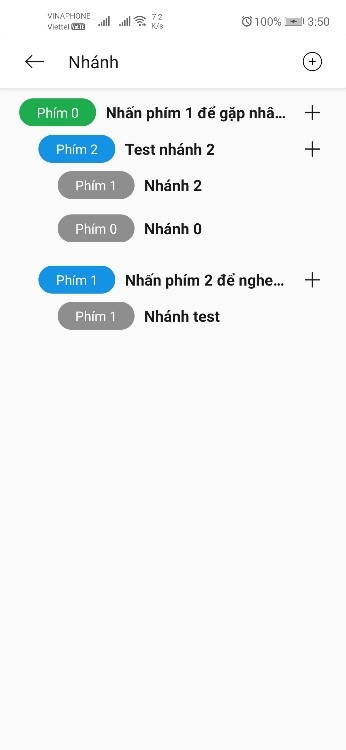 VINAPHONE
Viettel VoLTE
7 2
K/s
100%
3:50
Nhánh
Phím 0 Nhấn phím 1 để gặp nhâ...
Phím 2 Test nhánh 2
Phím 1 Nhánh 2
Phím 0 Nhánh 0
Phím 1 Nhấn phím 2 để nghe...
Phím 1 Nhánh test